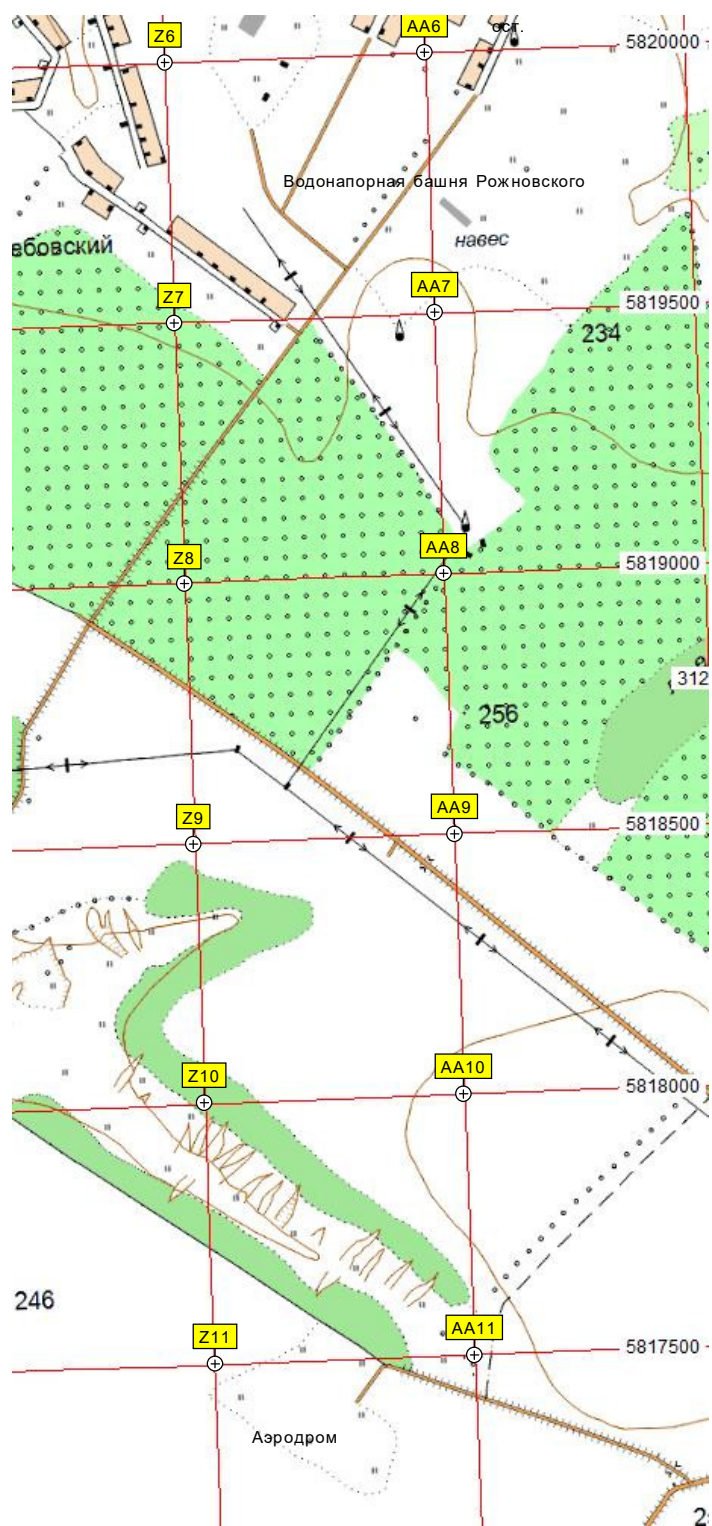 ост.
Z6
AA6
5820000
Водонапорная башня Рожновского
навес
ебовский
Z7
AA7
5819500
234
Z8
AA8
5819000
312
256
Z9
AA9
5818500
Z10
AA10
5818000
246
Z11
AA11
5817500
Аэродром